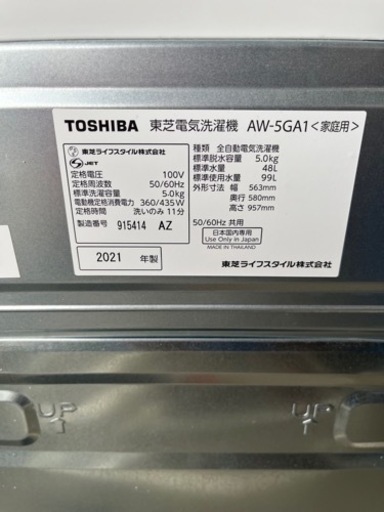 TOSHIBA 東芝電気洗濯機 AW-5GA1<家庭用>
東芝ライフスタイル株式会社
JET
定格電圧 100V
定格周波数 50/60Hz
標準洗濯容量 5.0kg
電動機定格消費電力 360/435W
定格時間 洗いのみ 11分
製造番号 915414 AZ
2021 年製
種類 全自動電気洗濯機
標準脱水容量 5.0kg
標準水量 48L
標準使用水量 99L
外形寸法 幅 563mm
奥行 580mm
高さ 957mm
50/60Hz 共用
日本国内専用
Use Only in Japan
MADE IN THAILAND
東芝ライフスタイル株式会社
UP
UP